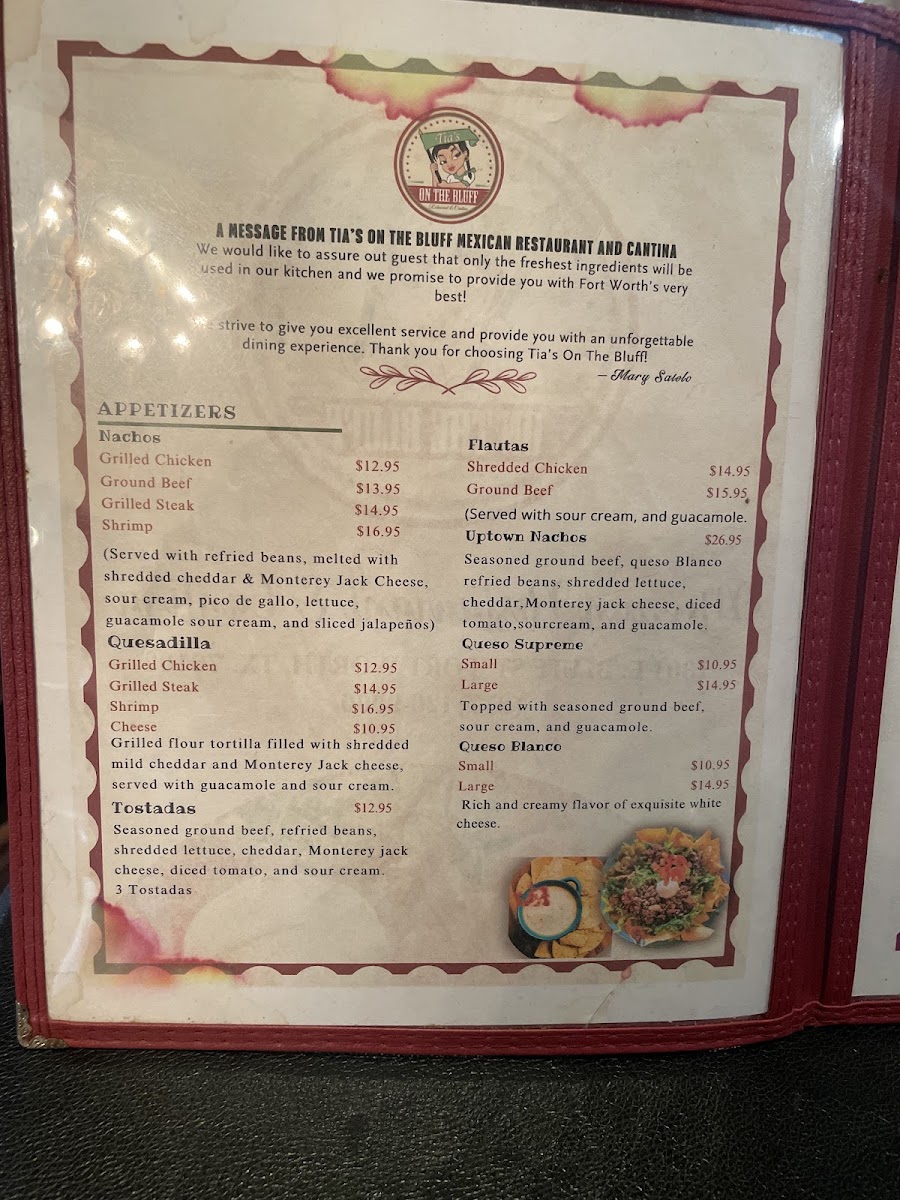 Tia's
ON THE BLUFF
A MESSAGE FROM TIA'S ON THE BLUFF MEXICAN RESTAURANT AND CANTINA
We would like to assure out guest that only the freshest ingredients will be
used in our kitchen and we promise to provide you with Fort Worth's very
best!
strive to give you excellent service and provide you with an unforgettable
dining experience. Thank you for choosing Tia's On The Bluff!
– Mary Sotelo
APPETIZERS
Nachos
Grilled Chicken $12.95
Ground Beef $13.95
Grilled Steak $14.95
Shrimp $16.95
(Served with refried beans, melted with
shredded cheddar & Monterey Jack Cheese,
sour cream, pico de gallo, lettuce,
guacamole sour cream, and sliced jalapeños)
Quesadilla
Grilled Chicken $12.95
Grilled Steak $14.95
Shrimp $16.95
Cheese $10.95
Grilled flour tortilla filled with shredded
mild cheddar and Monterey Jack cheese,
served with guacamole and sour cream.
Tostadas $12.95
Seasoned ground beef, refried beans,
shredded lettuce, cheddar, Monterey jack
cheese, diced tomato, and sour cream.
3 Tostadas
Flautas
Shredded Chicken $14.95
Ground Beef $15.95
(Served with sour cream, and guacamole.
Uptown Nachos $26.95
Seasoned ground beef, queso Blanco
refried beans, shredded lettuce,
cheddar,Monterey jack cheese, diced
tomato,sourcream, and guacamole.
Queso Supreme
Small $10.95
Large $14.95
Topped with seasoned ground beef,
sour cream, and guacamole.
Queso Blanco
Small $10.95
Large $14.95
Rich and creamy flavor of exquisite white
cheese.